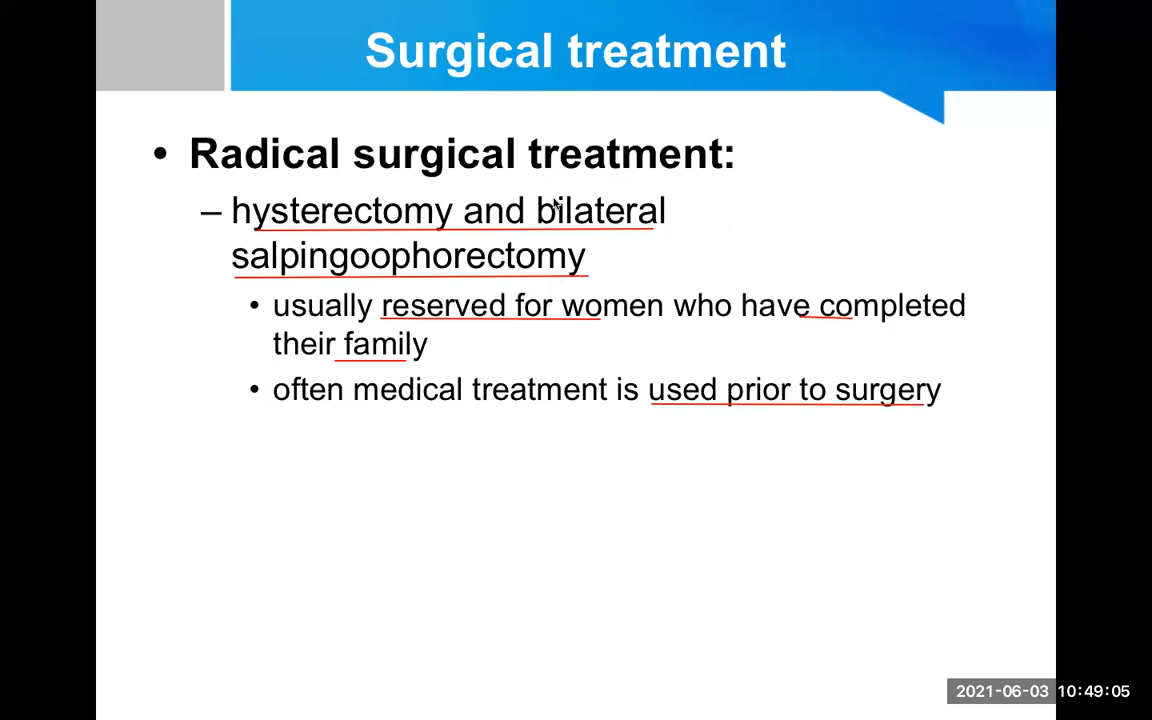 Surgical treatment
• Radical surgical treatment:
– hysterectomy and bilateral
salpingoophorectomy
• usually reserved for women who have completed
their family
• often medical treatment is used prior to surgery
2021-06-03 10:49:05